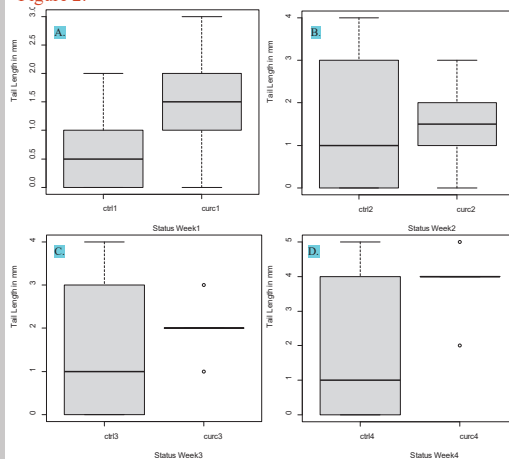 Figure 2.
A.
Tail Length in mm
3.0
2.5
2.0
1.5
1.0
0.5
0.0
ctrl1
curc1
Status Week1
B.
Tail Length in mm
4
3
2
1
0
ctrl2
curc2
Status Week2
C.
Tail Length in mm
4
3
2
1
0
ctrl3
curc3
Status Week3
D.
Tail Length in mm
5
4
3
2
1
0
ctrl4
curc4
Status Week4